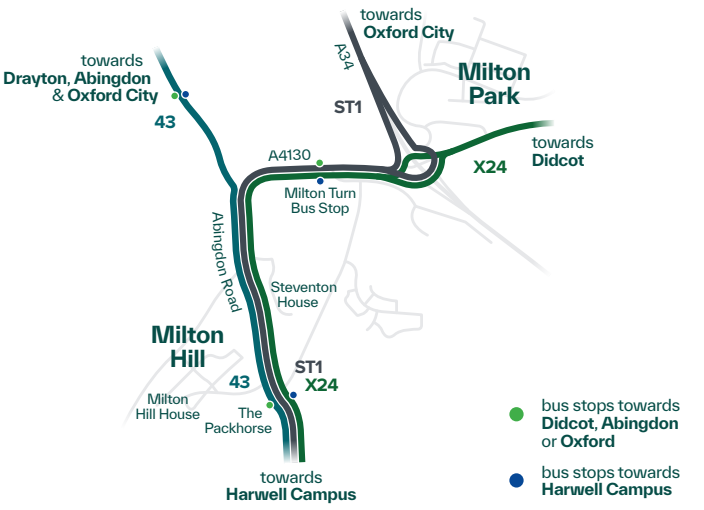 towards
Oxford City
towards
Drayton, Abingdon
& Oxford City
A34
Milton
Park
43
ST1
A4130
towards
Didcot
X24
Milton Turn
Bus Stop
Abingdon Road
Steventon
House
Milton
Hill
ST1
43
X24
Milton
Hill House
The
Packhorse
bus stops towards
Didcot, Abingdon
or Oxford
towards
Harwell Campus
bus stops towards
Harwell Campus